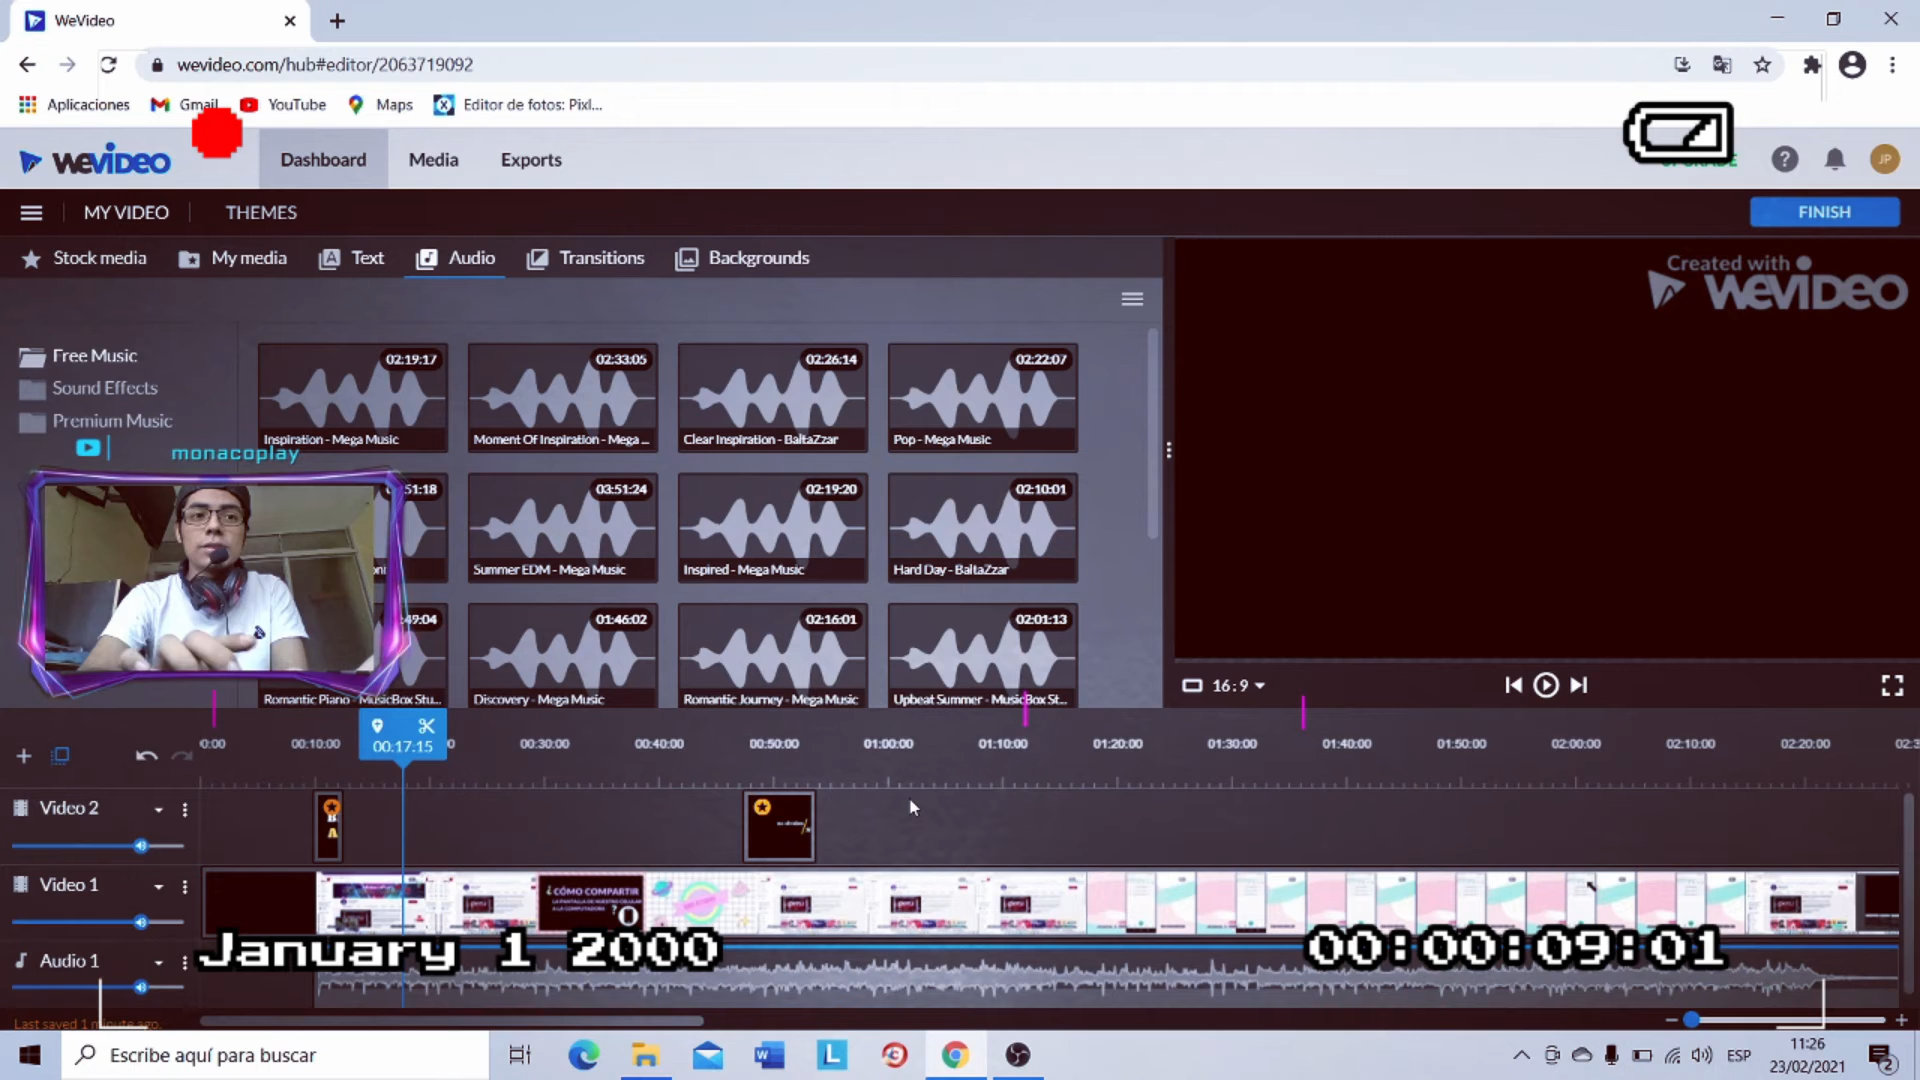 WeVideo
wevideo.com/hub#editor/2063719092
Aplicaciones
Gmail
YouTube
Maps
Editor de fotos: Pixl...
WEVIDEO
Dashboard
Media
Exports
JP
MY VIDEO
THEMES
FINISH
Stock media
My media
Text
Audio
Transitions
Backgrounds
Created with
WEVIDEO
Free Music
Sound Effects
Premium Music
monacoplay
02:19:17
Inspiration - Mega Music
02:33:05
Moment Of Inspiration - Mega ...
02:26:14
Clear Inspiration - BaltaZzar
02:22:07
Pop - Mega Music
:51:18
03:51:24
Summer EDM - Mega Music
02:19:20
Inspired - Mega Music
02:10:01
Hard Day - BaltaZzar
:49:04
Romantic Piano - MusicBox Stu...
01:46:02
Discovery - Mega Music
02:16:01
Romantic Journey - Mega Music
02:01:13
Upbeat Summer - MusicBox St...
16:9
00:17:15
0:00
00:10:00
00:30:00
00:40:00
00:50:00
01:00:00
01:10:00
01:20:00
01:30:00
01:40:00
01:50:00
02:00:00
02:10:00
02:20:00
02:3
Video 2
Video 1
¿CÓMO COMPARTIR
LA PANTALLA DE NUESTRO CELULAR
A LA COMPUTADORA
?
Audio 1
January 1 2000
00:00:09:01
Last saved 1 minute ago.
Escribe aquí para buscar
ESP
11:26
23/02/2021
2